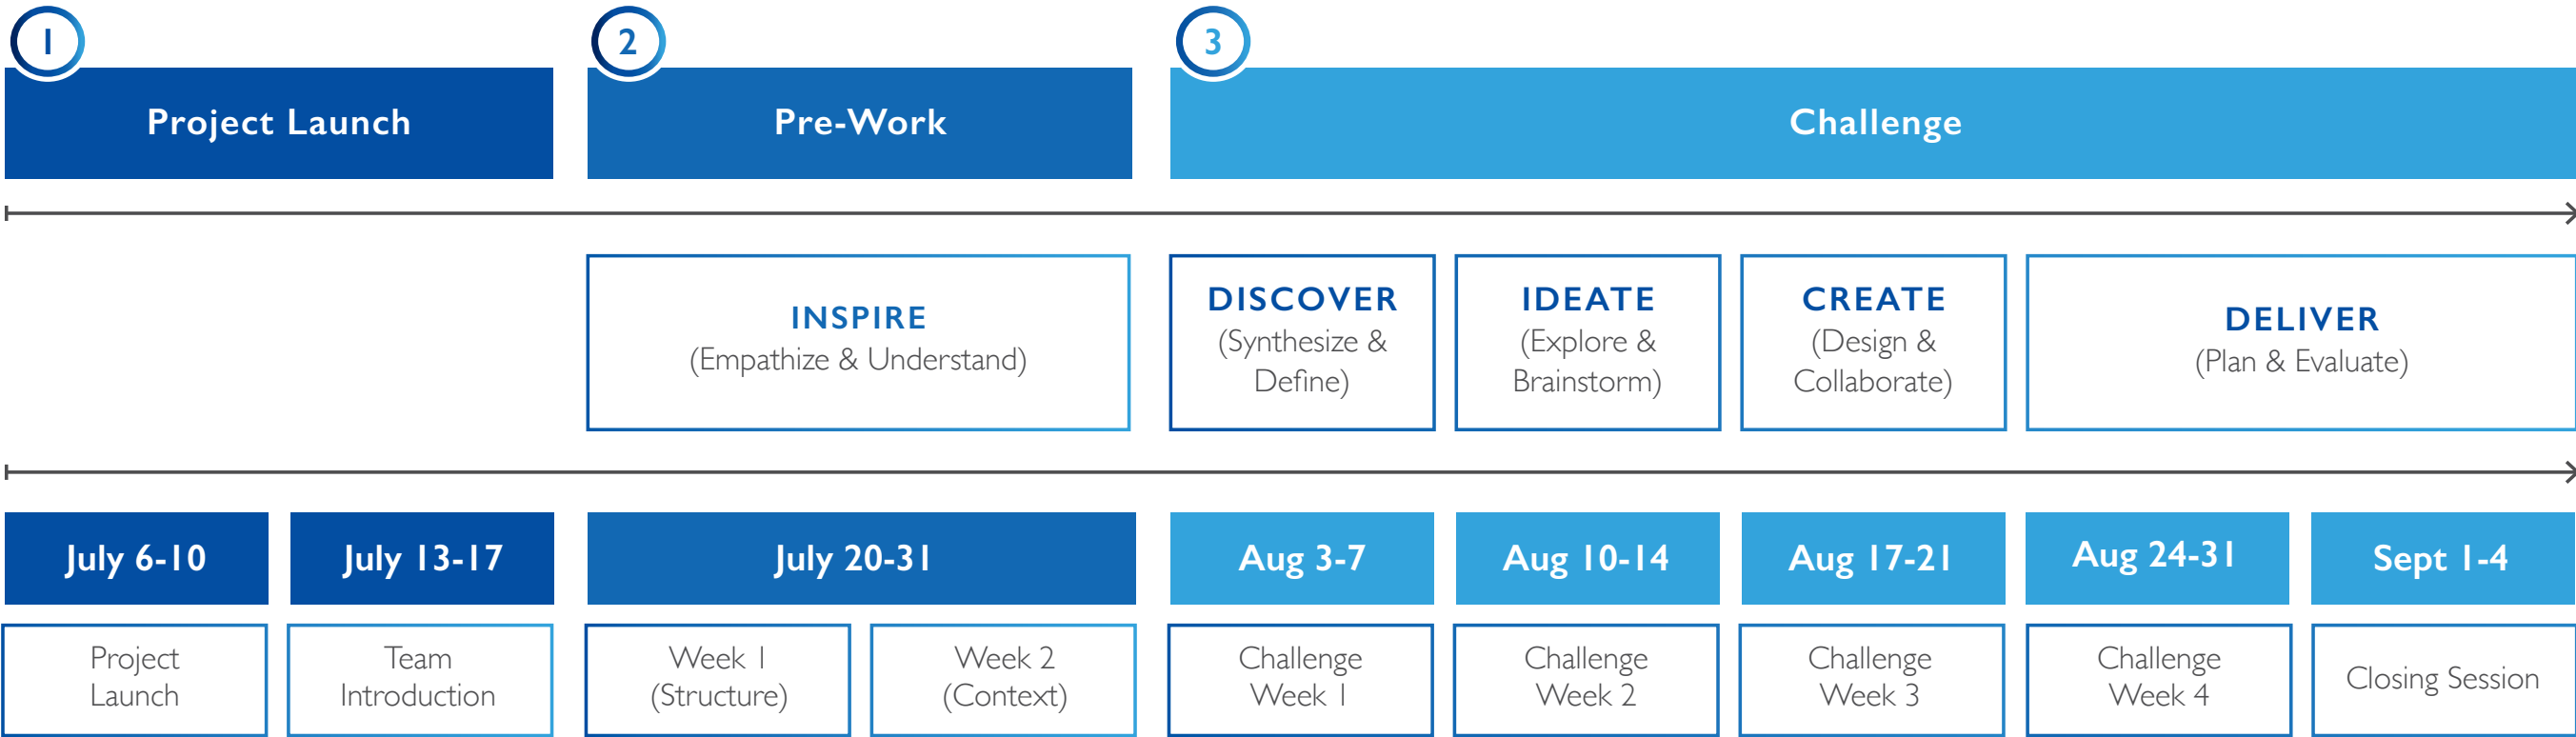 1
2
3
Project Launch
Pre-Work
Challenge
INSPIRE
(Empathize & Understand)
DISCOVER
(Synthesize &
Define)
IDEATE
(Explore &
Brainstorm)
CREATE
(Design &
Collaborate)
DELIVER
(Plan & Evaluate)
July 6-10
July 13-17
July 20-31
Aug 3-7
Aug 10-14
Aug 17-21
Aug 24-31
Sept 1-4
Project
Launch
Team
Introduction
Week 1
(Structure)
Week 2
(Context)
Challenge
Week 1
Challenge
Week 2
Challenge
Week 3
Challenge
Week 4
Closing Session